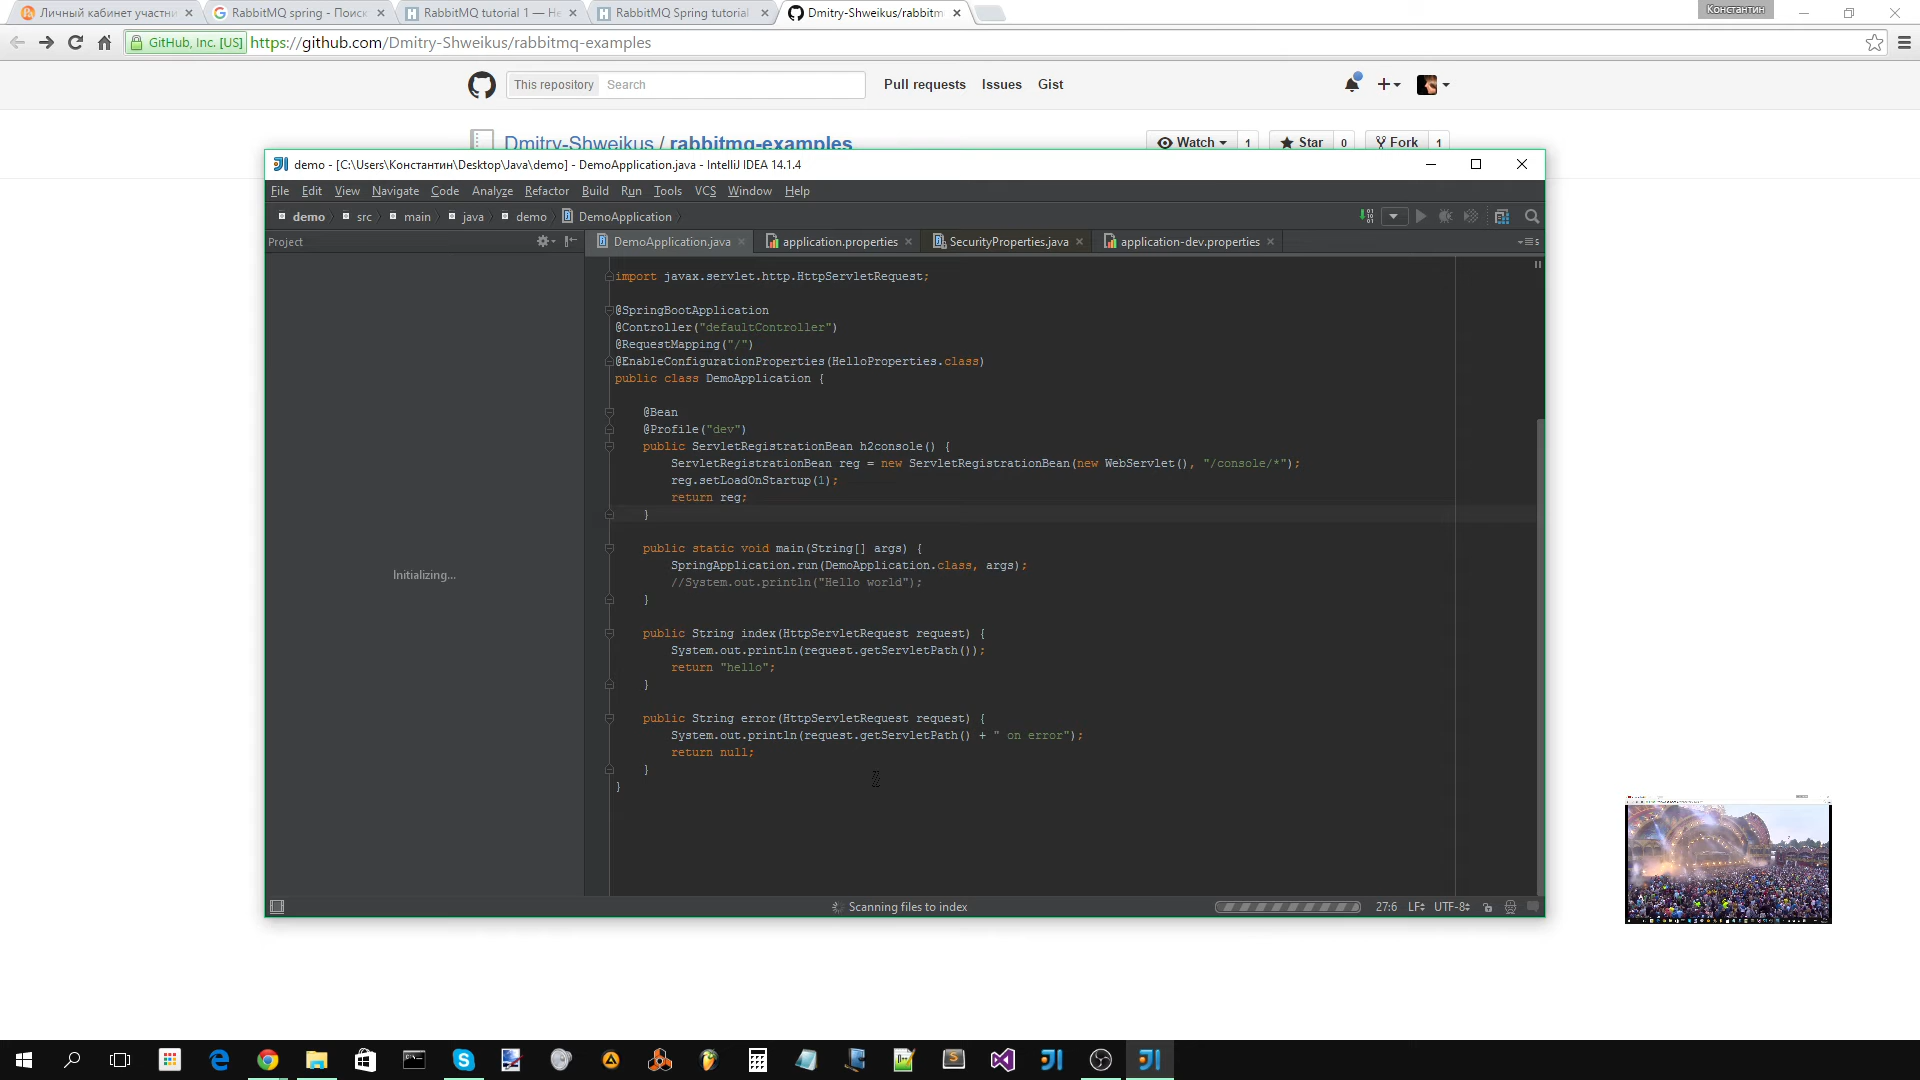 Личный кабинет участни
RabbitMQ spring - Поиск
RabbitMQ tutorial 1 — He
RabbitMQ Spring tutorial
Dmitry-Shweikus/rabbitm
Константин
GitHub, Inc. [US]
https://github.com/Dmitry-Shweikus/rabbitmq-examples
This repository
Search
Pull requests
Issues
Gist
Dmitry-Shweikus / rabbitmq-examples
Watch
1
Star
0
Fork
1
demo - [C:\Users\Константин\Desktop\Java\demo] - DemoApplication.java - IntelliJ IDEA 14.1.4
File Edit View Navigate Code Analyze Refactor Build Run Tools VCS Window Help
demo src main java demo DemoApplication
Project
DemoApplication.java
application.properties
SecurityProperties.java
application-dev.properties
import javax.servlet.http.HttpServletRequest;
@SpringBootApplication
@Controller("defaultController")
@RequestMapping("/")
@EnableConfigurationProperties(HelloProperties.class)
public class DemoApplication {
@Bean
@Profile("dev")
public ServletRegistrationBean h2console() {
ServletRegistrationBean reg = new ServletRegistrationBean(new WebServlet(), "/console/*");
reg.setLoadOnStartup(1);
return reg;
}
public static void main(String[] args) {
SpringApplication.run(DemoApplication.class, args);
//System.out.println("Hello world");
}
public String index(HttpServletRequest request) {
System.out.println(request.getServletPath());
return "hello";
}
public String error(HttpServletRequest request) {
System.out.println(request.getServletPath() + " on error");
return null;
}
}
Initializing...
Scanning files to index
27:6
LF
UTF-8